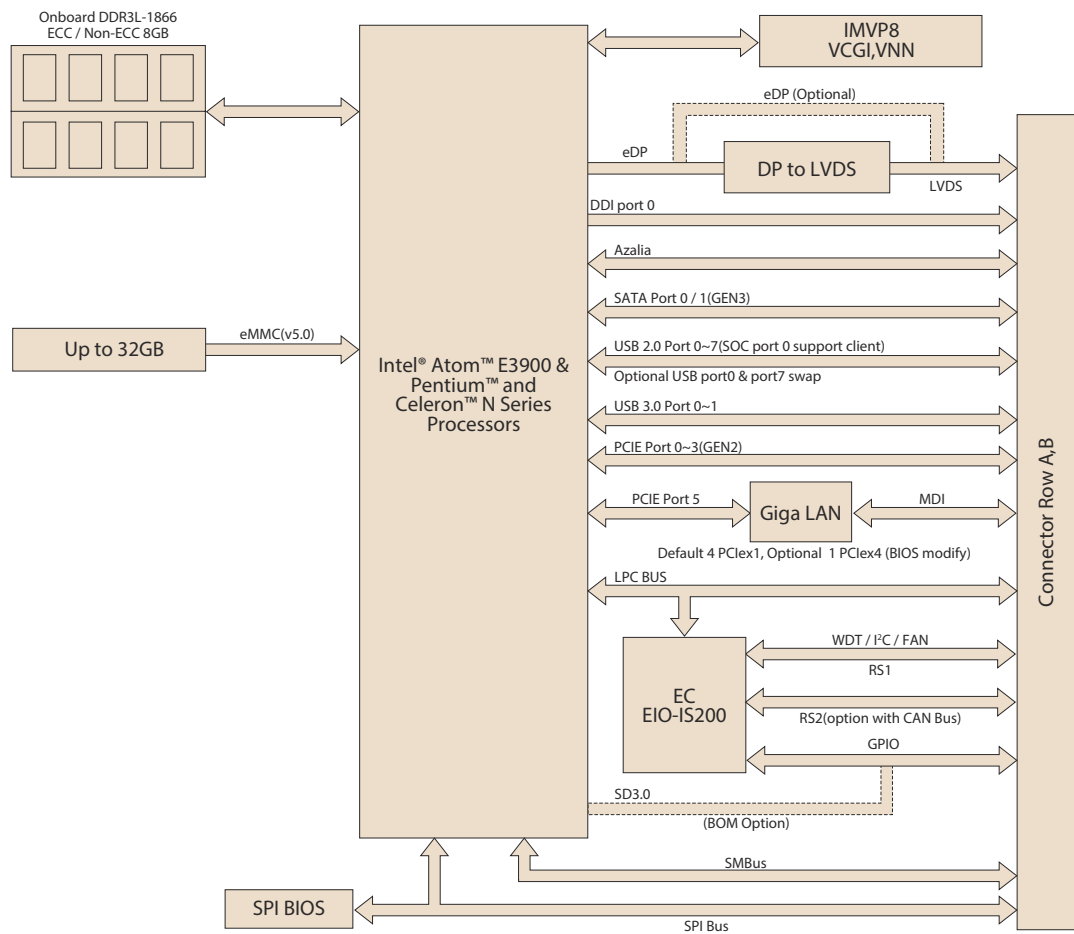 Onboard DDR3L-1866
ECC / Non-ECC 8GB
IMVP8
VCGI,VNN
eDP (Optional)
eDP
DP to LVDS
LVDS
DDI port 0
Azalia
SATA Port 0 / 1(GEN3)
Up to 32GB
eMMC(v5.0)
Intel® Atom™ E3900 &
Pentium™ and
Celeron™ N Series
Processors
USB 2.0 Port 0~7(SOC port 0 support client)
Optional USB port0 & port7 swap
USB 3.0 Port 0~1
PCIE Port 0~3(GEN2)
PCIE Port 5
Giga LAN
MDI
Default 4 PCIex1, Optional 1 PCIex4 (BIOS modify)
LPC BUS
Connector Row A,B
EC
EIO-IS200
WDT / I²C / FAN
RS1
RS2(option with CAN Bus)
GPIO
SD3.0
(BOM Option)
SMBus
SPI BIOS
SPI Bus